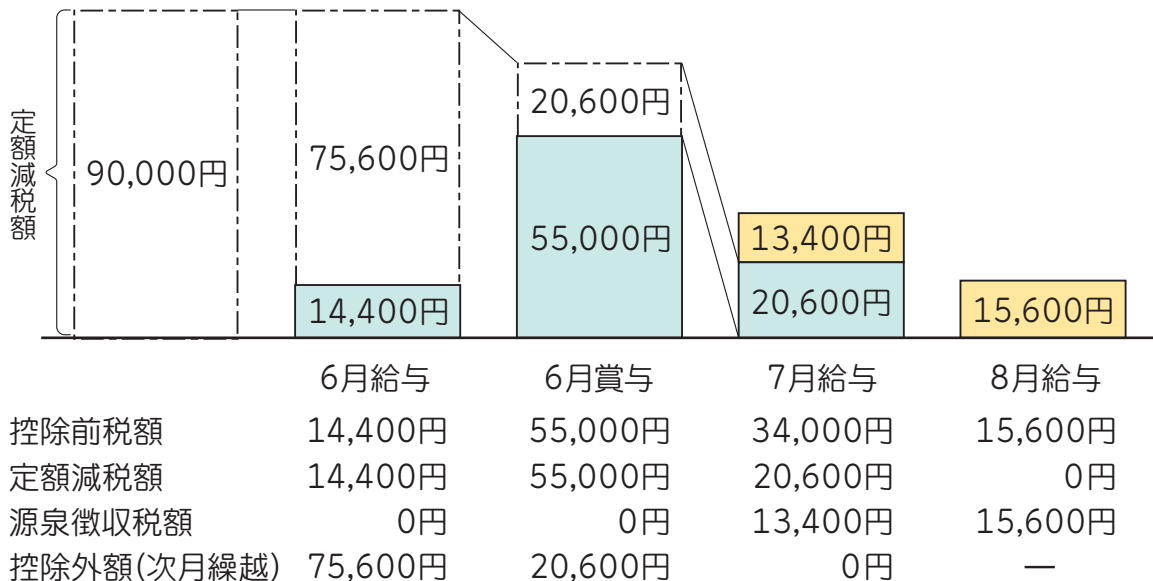 定額減税額
90,000円
75,600円
14,400円
20,600円
55,000円
13,400円
20,600円
15,600円
6月給与 6月賞与 7月給与 8月給与
控除前税額 14,400円 55,000円 34,000円 15,600円
定額減税額 14,400円 55,000円 20,600円 0円
源泉徴収税額 0円 0円 13,400円 15,600円
控除外額(次月繰越) 75,600円 20,600円 0円 ―